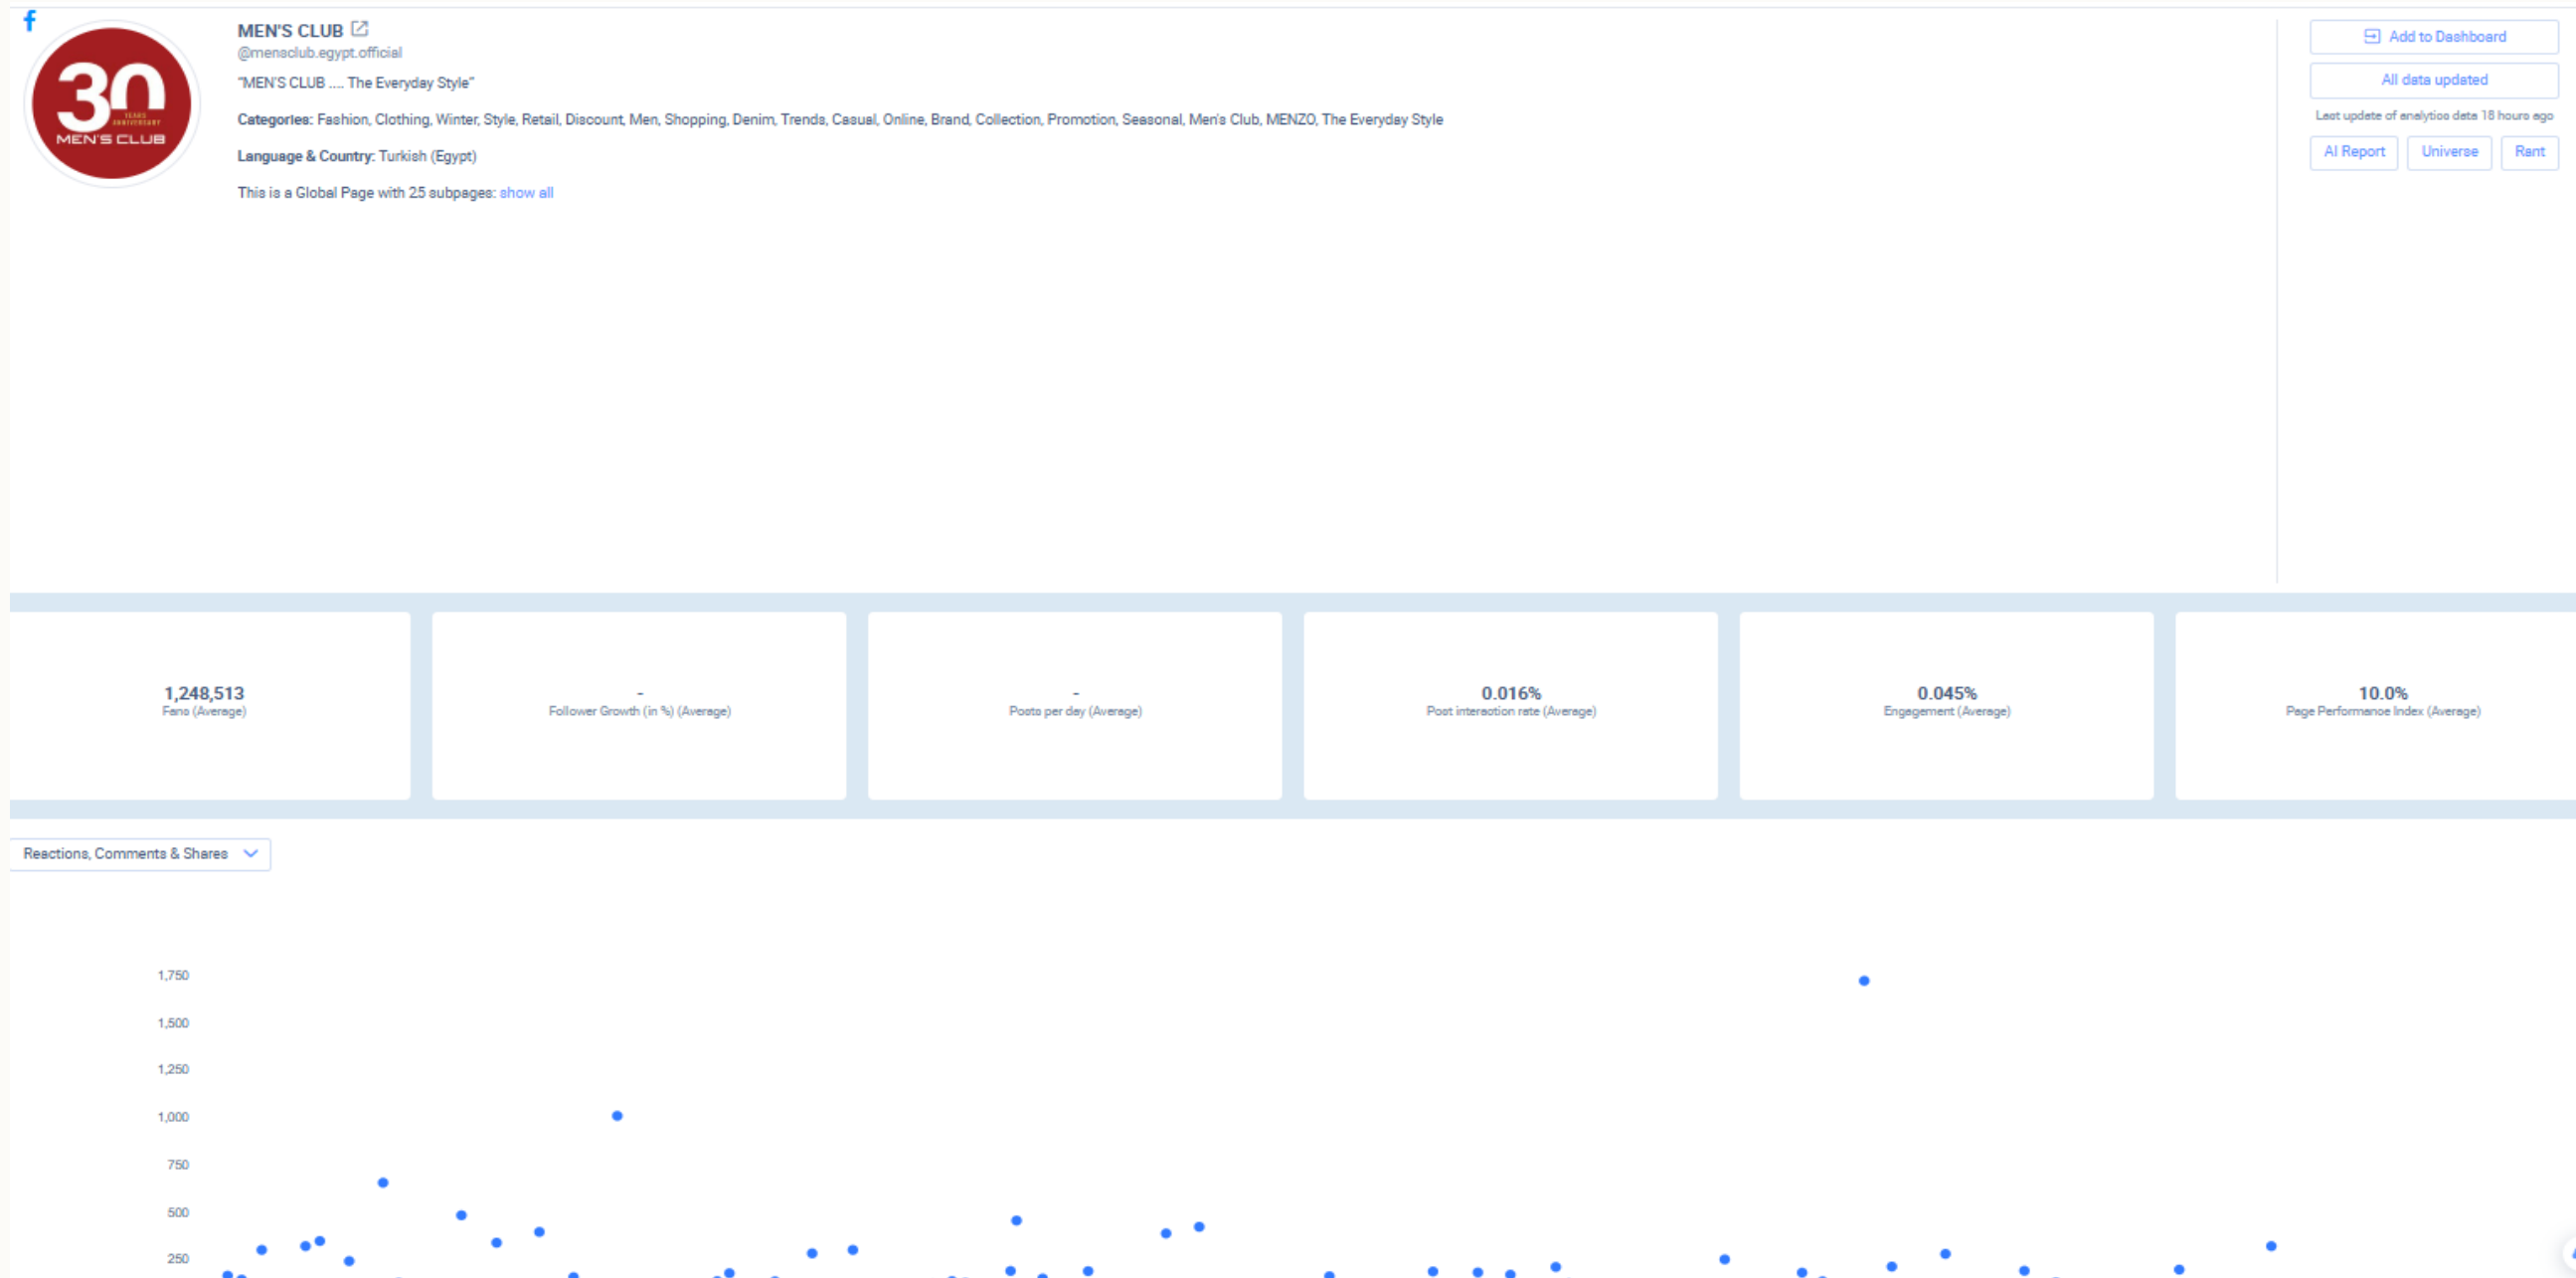 f
MEN'S CLUB
@mensclub.egypt.official
"MEN'S CLUB .... The Everyday Style"
Categories: Fashion, Clothing, Winter, Style, Retail, Discount, Men, Shopping, Denim, Trends, Casual, Online, Brand, Collection, Promotion, Seasonal, Men's Club, MENZO, The Everyday Style
Language & Country: Turkish (Egypt)
This is a Global Page with 25 subpages: show all
30
YEARS
ANNIVERSARY
MEN'S CLUB
Add to Dashboard
All data updated
Last update of analytics data 18 hours ago
AI Report Universe Rant
1,248,513
Fans (Average)
-
Follower Growth (in %) (Average)
-
Posts per day (Average)
0.016%
Post interaction rate (Average)
0.045%
Engagement (Average)
10.0%
Page Performance Index (Average)
Reactions, Comments & Shares
1,750
1,500
1,250
1,000
750
500
250